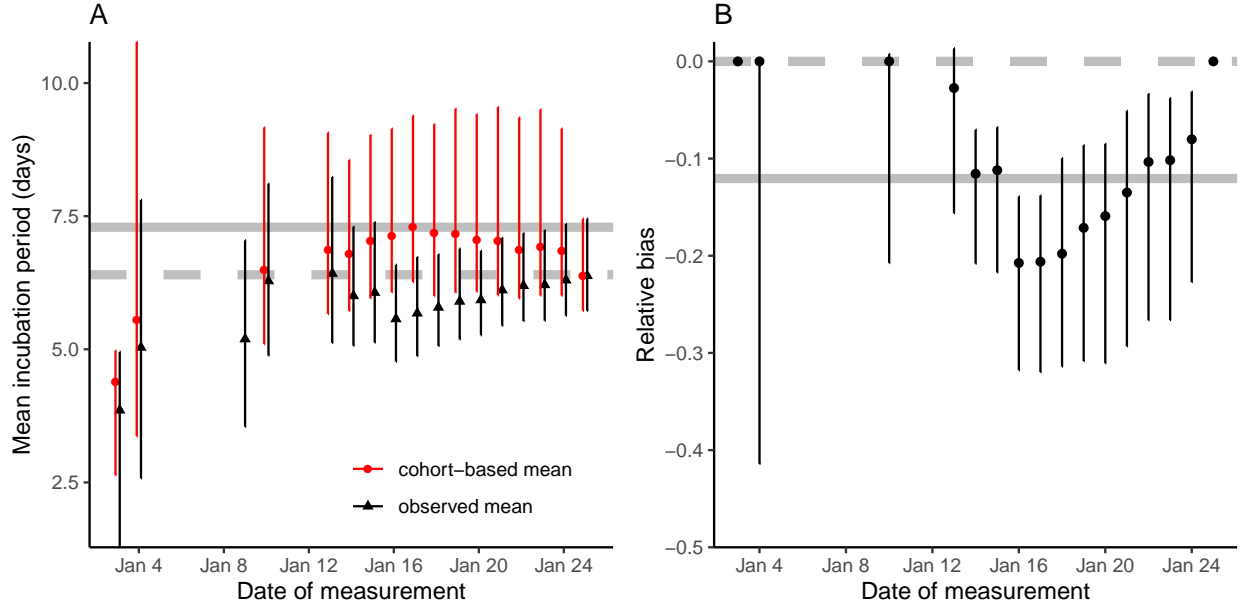 A
Mean incubation period (days)
10.0
7.5
5.0
2.5
cohort−based mean
observed mean
Jan 4 Jan 8 Jan 12 Jan 16 Jan 20 Jan 24
Date of measurement
B
Relative bias
0.0
−0.1
−0.2
−0.3
−0.4
−0.5
Jan 4 Jan 8 Jan 12 Jan 16 Jan 20 Jan 24
Date of measurement